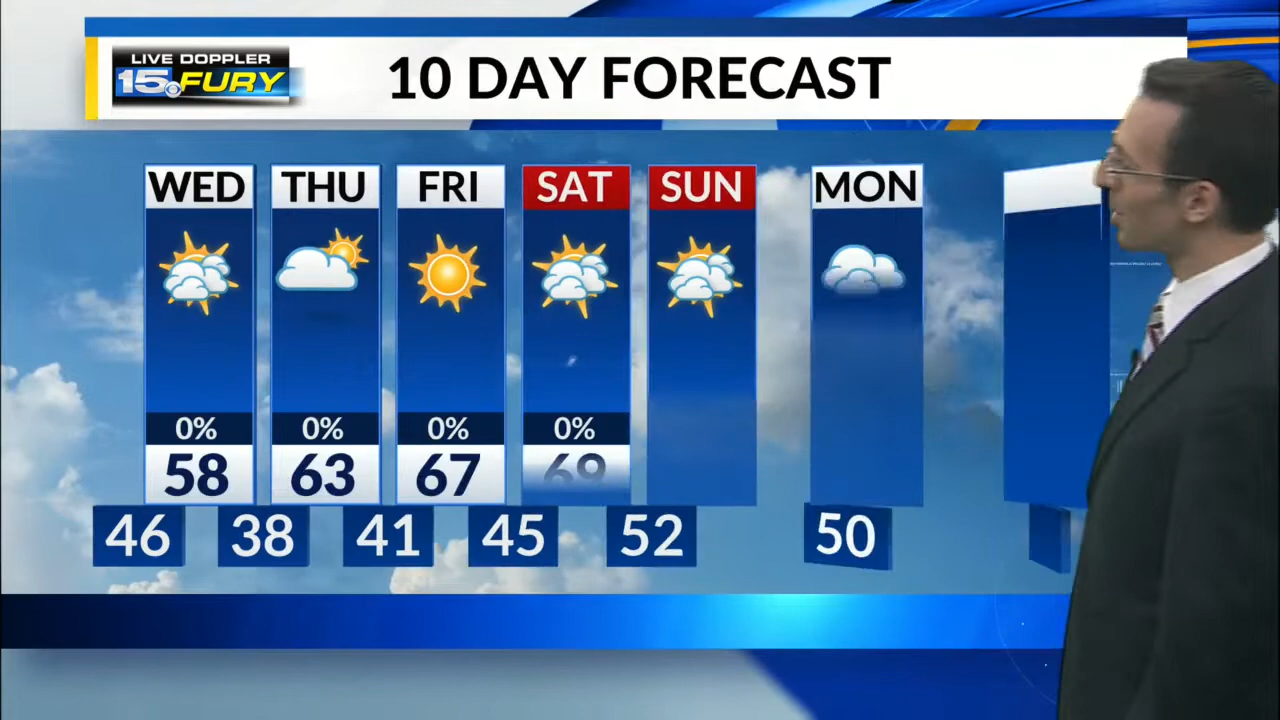 LIVE DOPPLER
15 FURY
10 DAY FORECAST
WED THU FRI SAT SUN MON
0% 0% 0% 0%
58 63 67 69
46 38 41 45 52 50